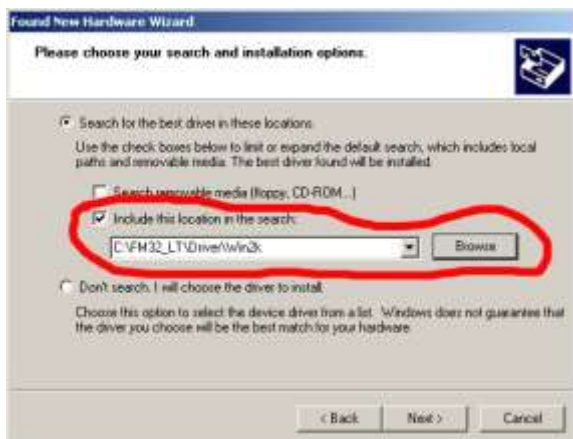 Found New Hardware Wizard
Please choose your search and installation options.
Search for the best driver in these locations.
Use the check boxes below to limit or expand the default search, which includes local
paths and removable media. The best driver found will be installed.
Search removable media (floppy, CD-ROM...)
Include this location in the search:
C:\FM32_LT\Driver\Win2k
Browse
Don't search. I will choose the driver to install.
Choose this option to select the device driver from a list. Windows does not guarantee that
the driver you choose will be the best match for your hardware.
< Back
Next >
Cancel